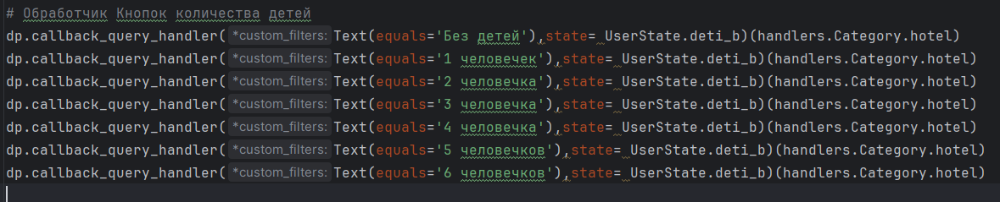 # Обработчик Кнопок количества детей
dp.callback_query_handler( *custom_filters: Text(equals='Без детей'),state= UserState.deti_b)(handlers.Category.hotel)
dp.callback_query_handler( *custom_filters: Text(equals='1 человечек'),state= UserState.deti_b)(handlers.Category.hotel)
dp.callback_query_handler( *custom_filters: Text(equals='2 человечка'),state= UserState.deti_b)(handlers.Category.hotel)
dp.callback_query_handler( *custom_filters: Text(equals='3 человечка'),state= UserState.deti_b)(handlers.Category.hotel)
dp.callback_query_handler( *custom_filters: Text(equals='4 человечка'),state= UserState.deti_b)(handlers.Category.hotel)
dp.callback_query_handler( *custom_filters: Text(equals='5 человечков'),state= UserState.deti_b)(handlers.Category.hotel)
dp.callback_query_handler( *custom_filters: Text(equals='6 человечков'),state= UserState.deti_b)(handlers.Category.hotel)